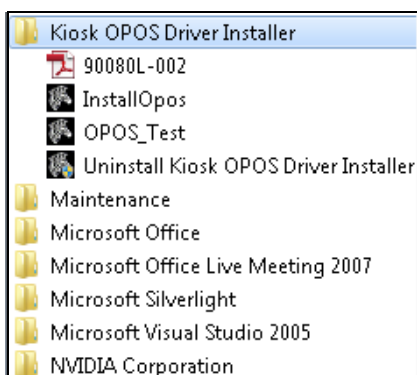 Kiosk OPOS Driver Installer
90080L-002
InstallOpos
OPOS_Test
Uninstall Kiosk OPOS Driver Installer
Maintenance
Microsoft Office
Microsoft Office Live Meeting 2007
Microsoft Silverlight
Microsoft Visual Studio 2005
NVIDIA Corporation